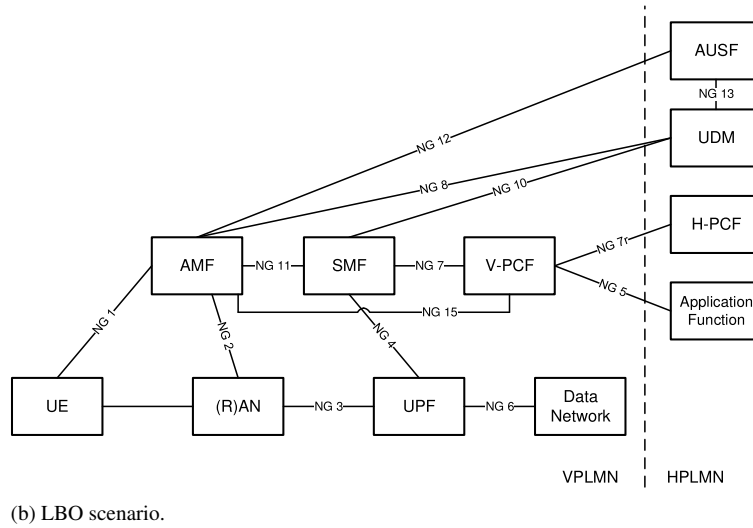 AUSF
NG 13
NG 12
UDM
NG 8
NG 10
H-PCF
NG 7r
AMF
NG 11
SMF
NG 7
V-PCF
NG 5
Application
Function
NG 15
NG 1
NG 2
NG 4
UE
(R)AN
NG 3
UPF
NG 6
Data
Network
VPLMN
HPLMN
(b) LBO scenario.